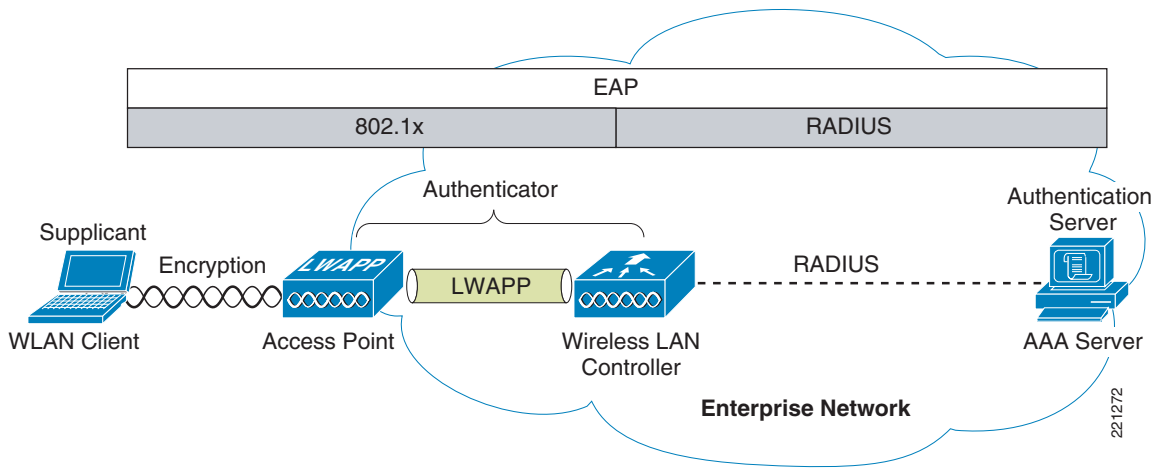 EAP
802.1x
RADIUS
Authenticator
Authentication
Server
Supplicant
Encryption
LWAPP
LWAPP
RADIUS
WLAN Client
Access Point
Wireless LAN
Controller
AAA Server
Enterprise Network
221272